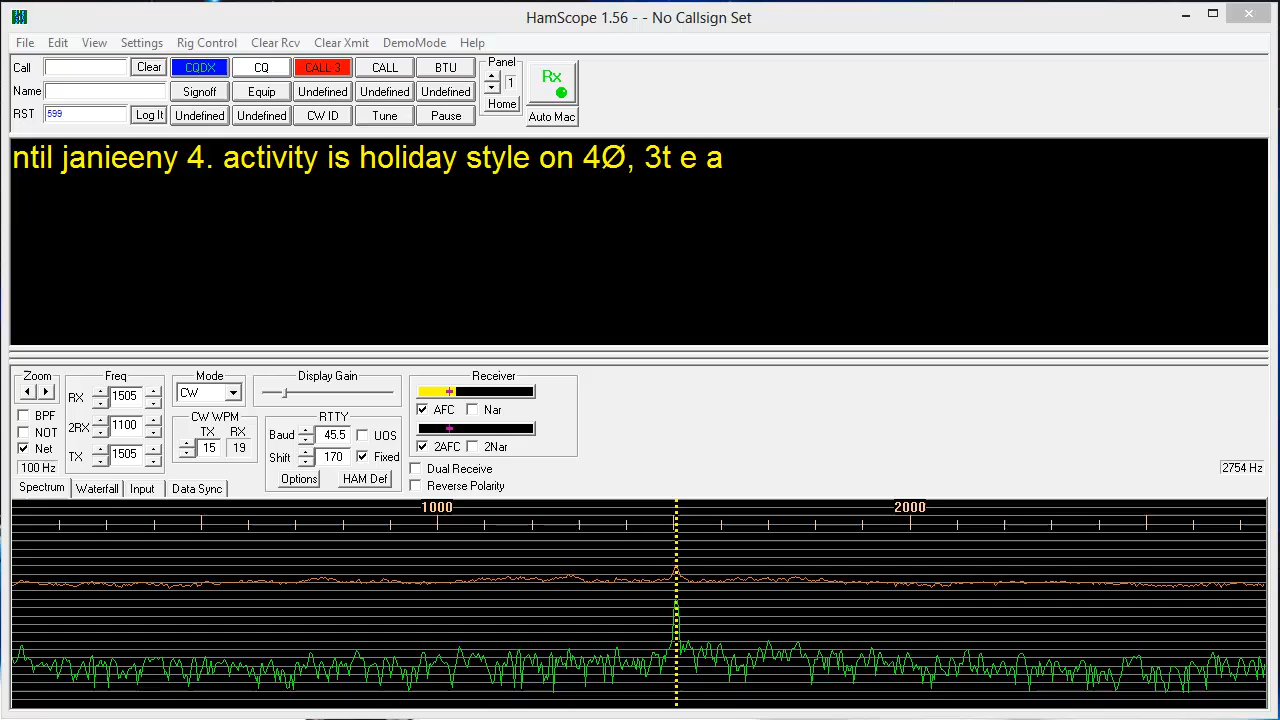 HamScope 1.56 - - No Callsign Set
File Edit View Settings Rig Control Clear Rcv Clear Xmit DemoMode Help
Call Clear CQDX CQ CALL 3 CALL BTU Panel 1 Home Rx Auto Mac
Name Signoff Equip Undefined Undefined Undefined
RST 599 Log It Undefined Undefined CW ID Tune Pause
ntil janieeny 4. activity is holiday style on 4Ø, 3t e a
Zoom Freq Mode Display Gain Receiver
RX 1505 CW
BPF AFC Nar
NOT 2RX 1100 CW WPM RTTY
Net TX RX Baud 45.5 UOS
TX 1505 15 19 Shift 170 Fixed 2AFC 2Nar
100 Hz Options HAM Def Dual Receive 2754 Hz
Spectrum Waterfall Input Data Sync Reverse Polarity
1000 2000